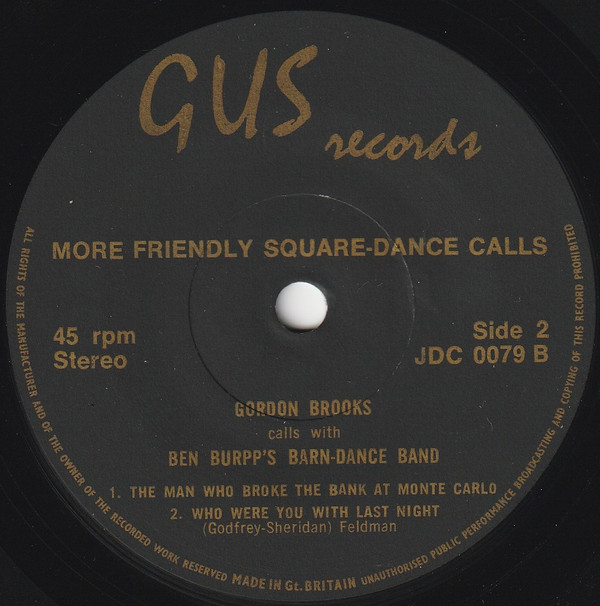 GUS
records
MORE FRIENDLY SQUARE-DANCE CALLS
45 rpm
Stereo
Side 2
JDC 0079 B
GORDON BROOKS
calls with
BEN BURPP'S BARN-DANCE BAND
1. THE MAN WHO BROKE THE BANK AT MONTE CARLO
2. WHO WERE YOU WITH LAST NIGHT
(Godfrey-Sheridan) Feldman
ALL RIGHTS OF THE MANUFACTURER AND OF THE OWNER OF THE RECORDED WORK RESERVED MADE IN Gt. BRITAIN UNAUTHORISED PUBLIC PERFORMANCE BROADCASTING AND COPYING OF THIS RECORD PROHIBITED